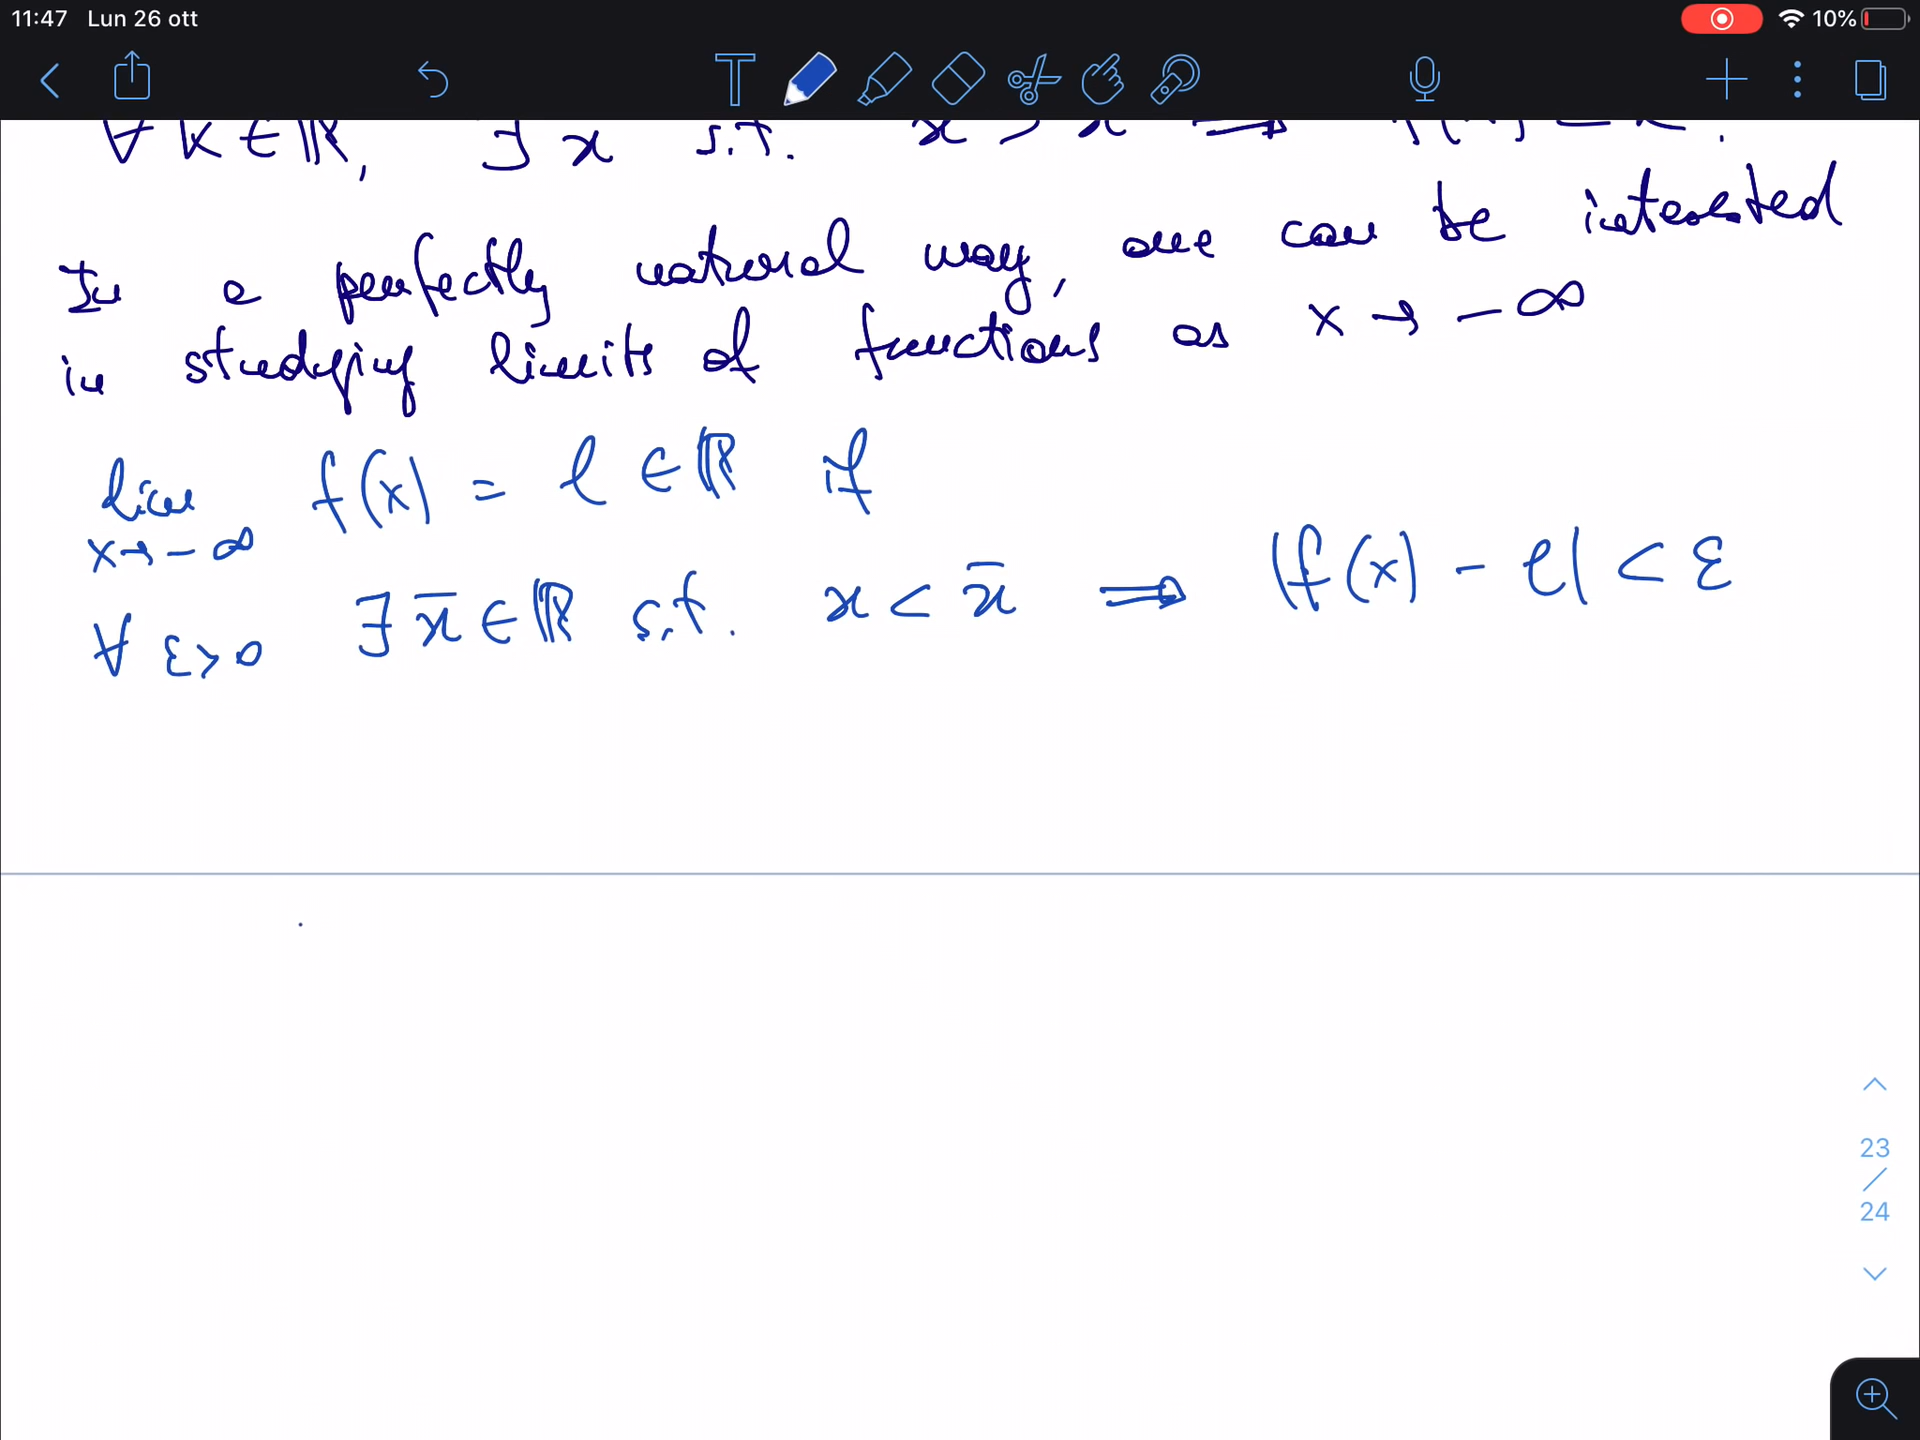 11:47 Lun 26 ott 10%
T
∀ K ∈ ℝ, ∃ x s.t. x > x ⟹
In a perfectly natural way, one can be interested
in studying limits of functions as x → -∞
lim f(x) = ℓ ∈ ℝ if
x → -∞
∀ ε > 0 ∃ x̄ ∈ ℝ s.t. x < x̄ ⟹ |f(x) - ℓ| < ε
23
/
24